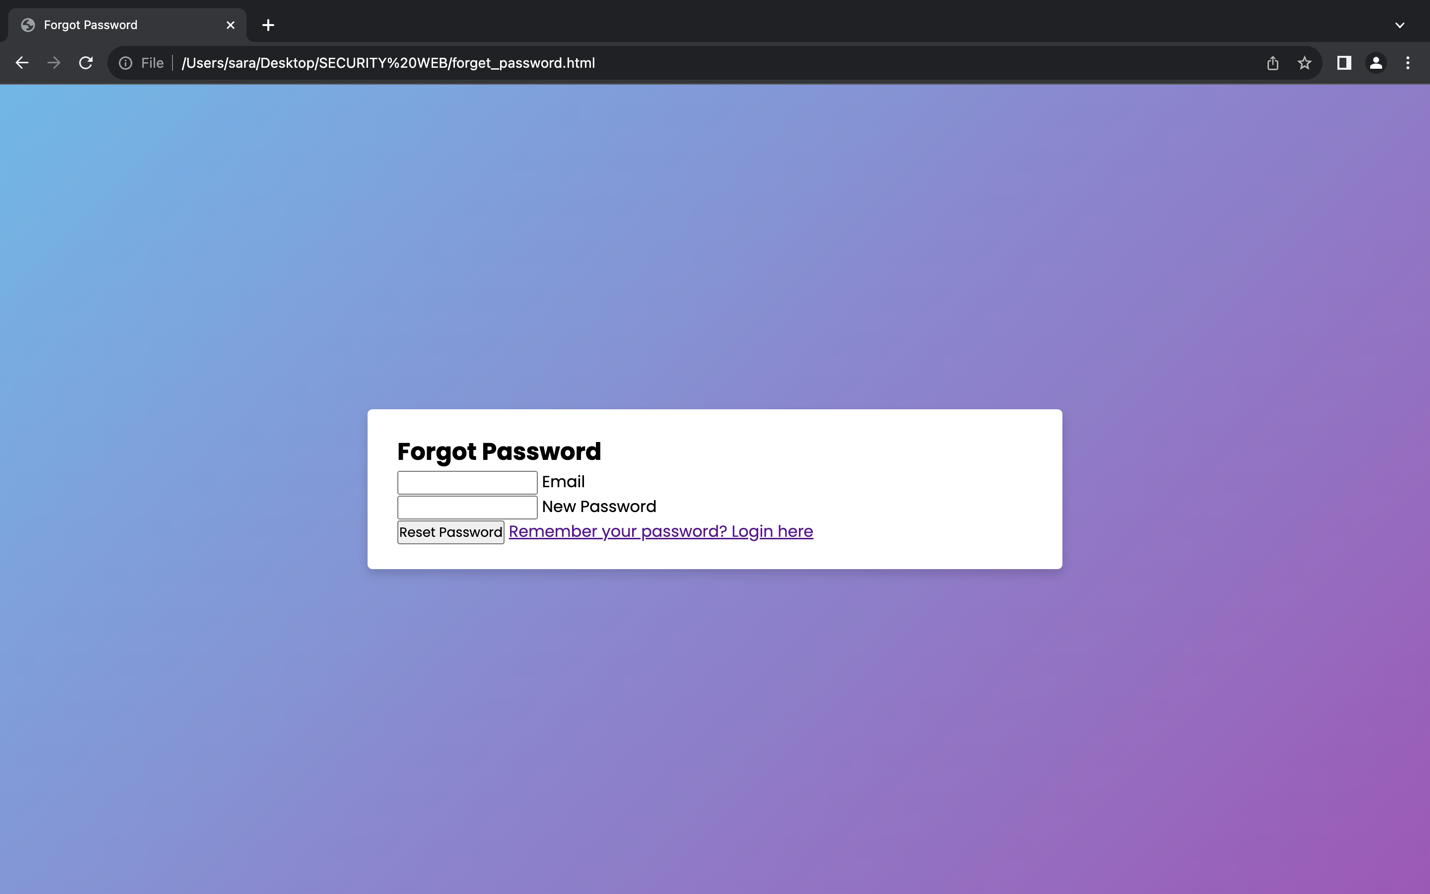 Forgot Password
File
/Users/sara/Desktop/SECURITY%20WEB/forget_password.html
Forgot Password
Email
New Password
Reset Password Remember your password? Login here